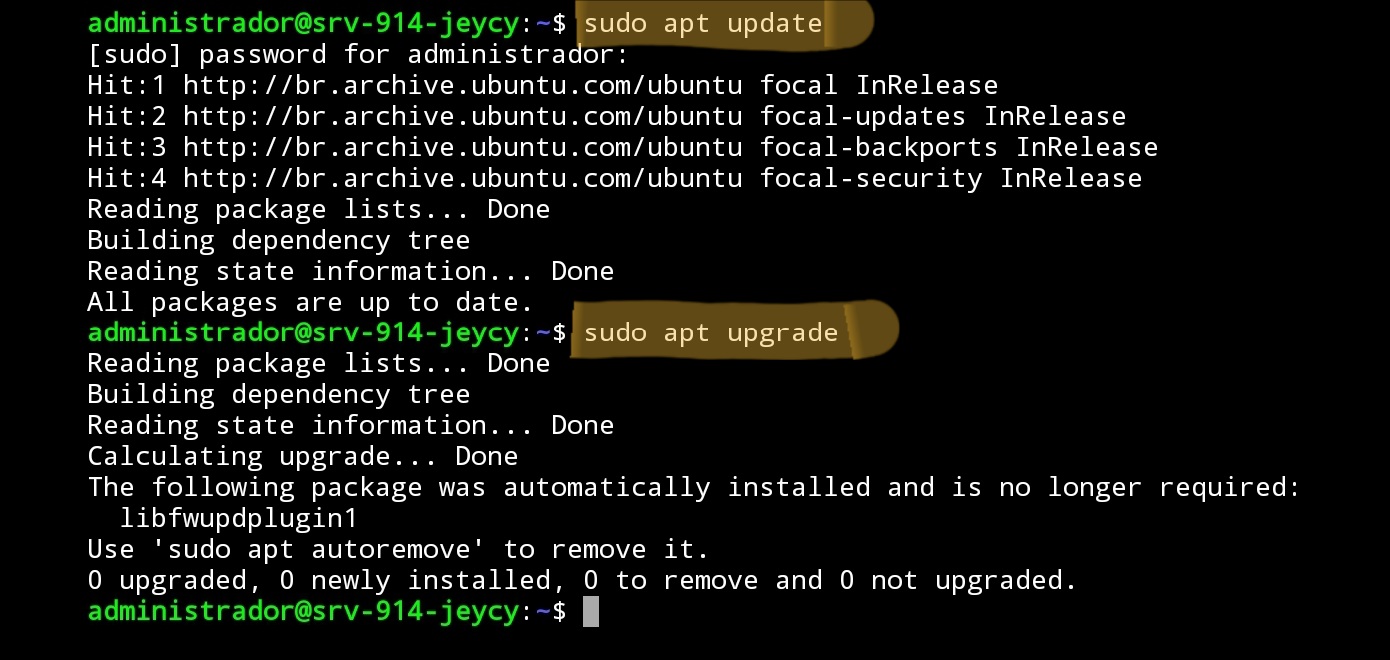 administrador@srv-914-jeycy:~$ sudo apt update
[sudo] password for administrador:
Hit:1 http://br.archive.ubuntu.com/ubuntu focal InRelease
Hit:2 http://br.archive.ubuntu.com/ubuntu focal-updates InRelease
Hit:3 http://br.archive.ubuntu.com/ubuntu focal-backports InRelease
Hit:4 http://br.archive.ubuntu.com/ubuntu focal-security InRelease
Reading package lists... Done
Building dependency tree
Reading state information... Done
All packages are up to date.
administrador@srv-914-jeycy:~$ sudo apt upgrade
Reading package lists... Done
Building dependency tree
Reading state information... Done
Calculating upgrade... Done
The following package was automatically installed and is no longer required:
  libfwupdplugin1
Use 'sudo apt autoremove' to remove it.
0 upgraded, 0 newly installed, 0 to remove and 0 not upgraded.
administrador@srv-914-jeycy:~$